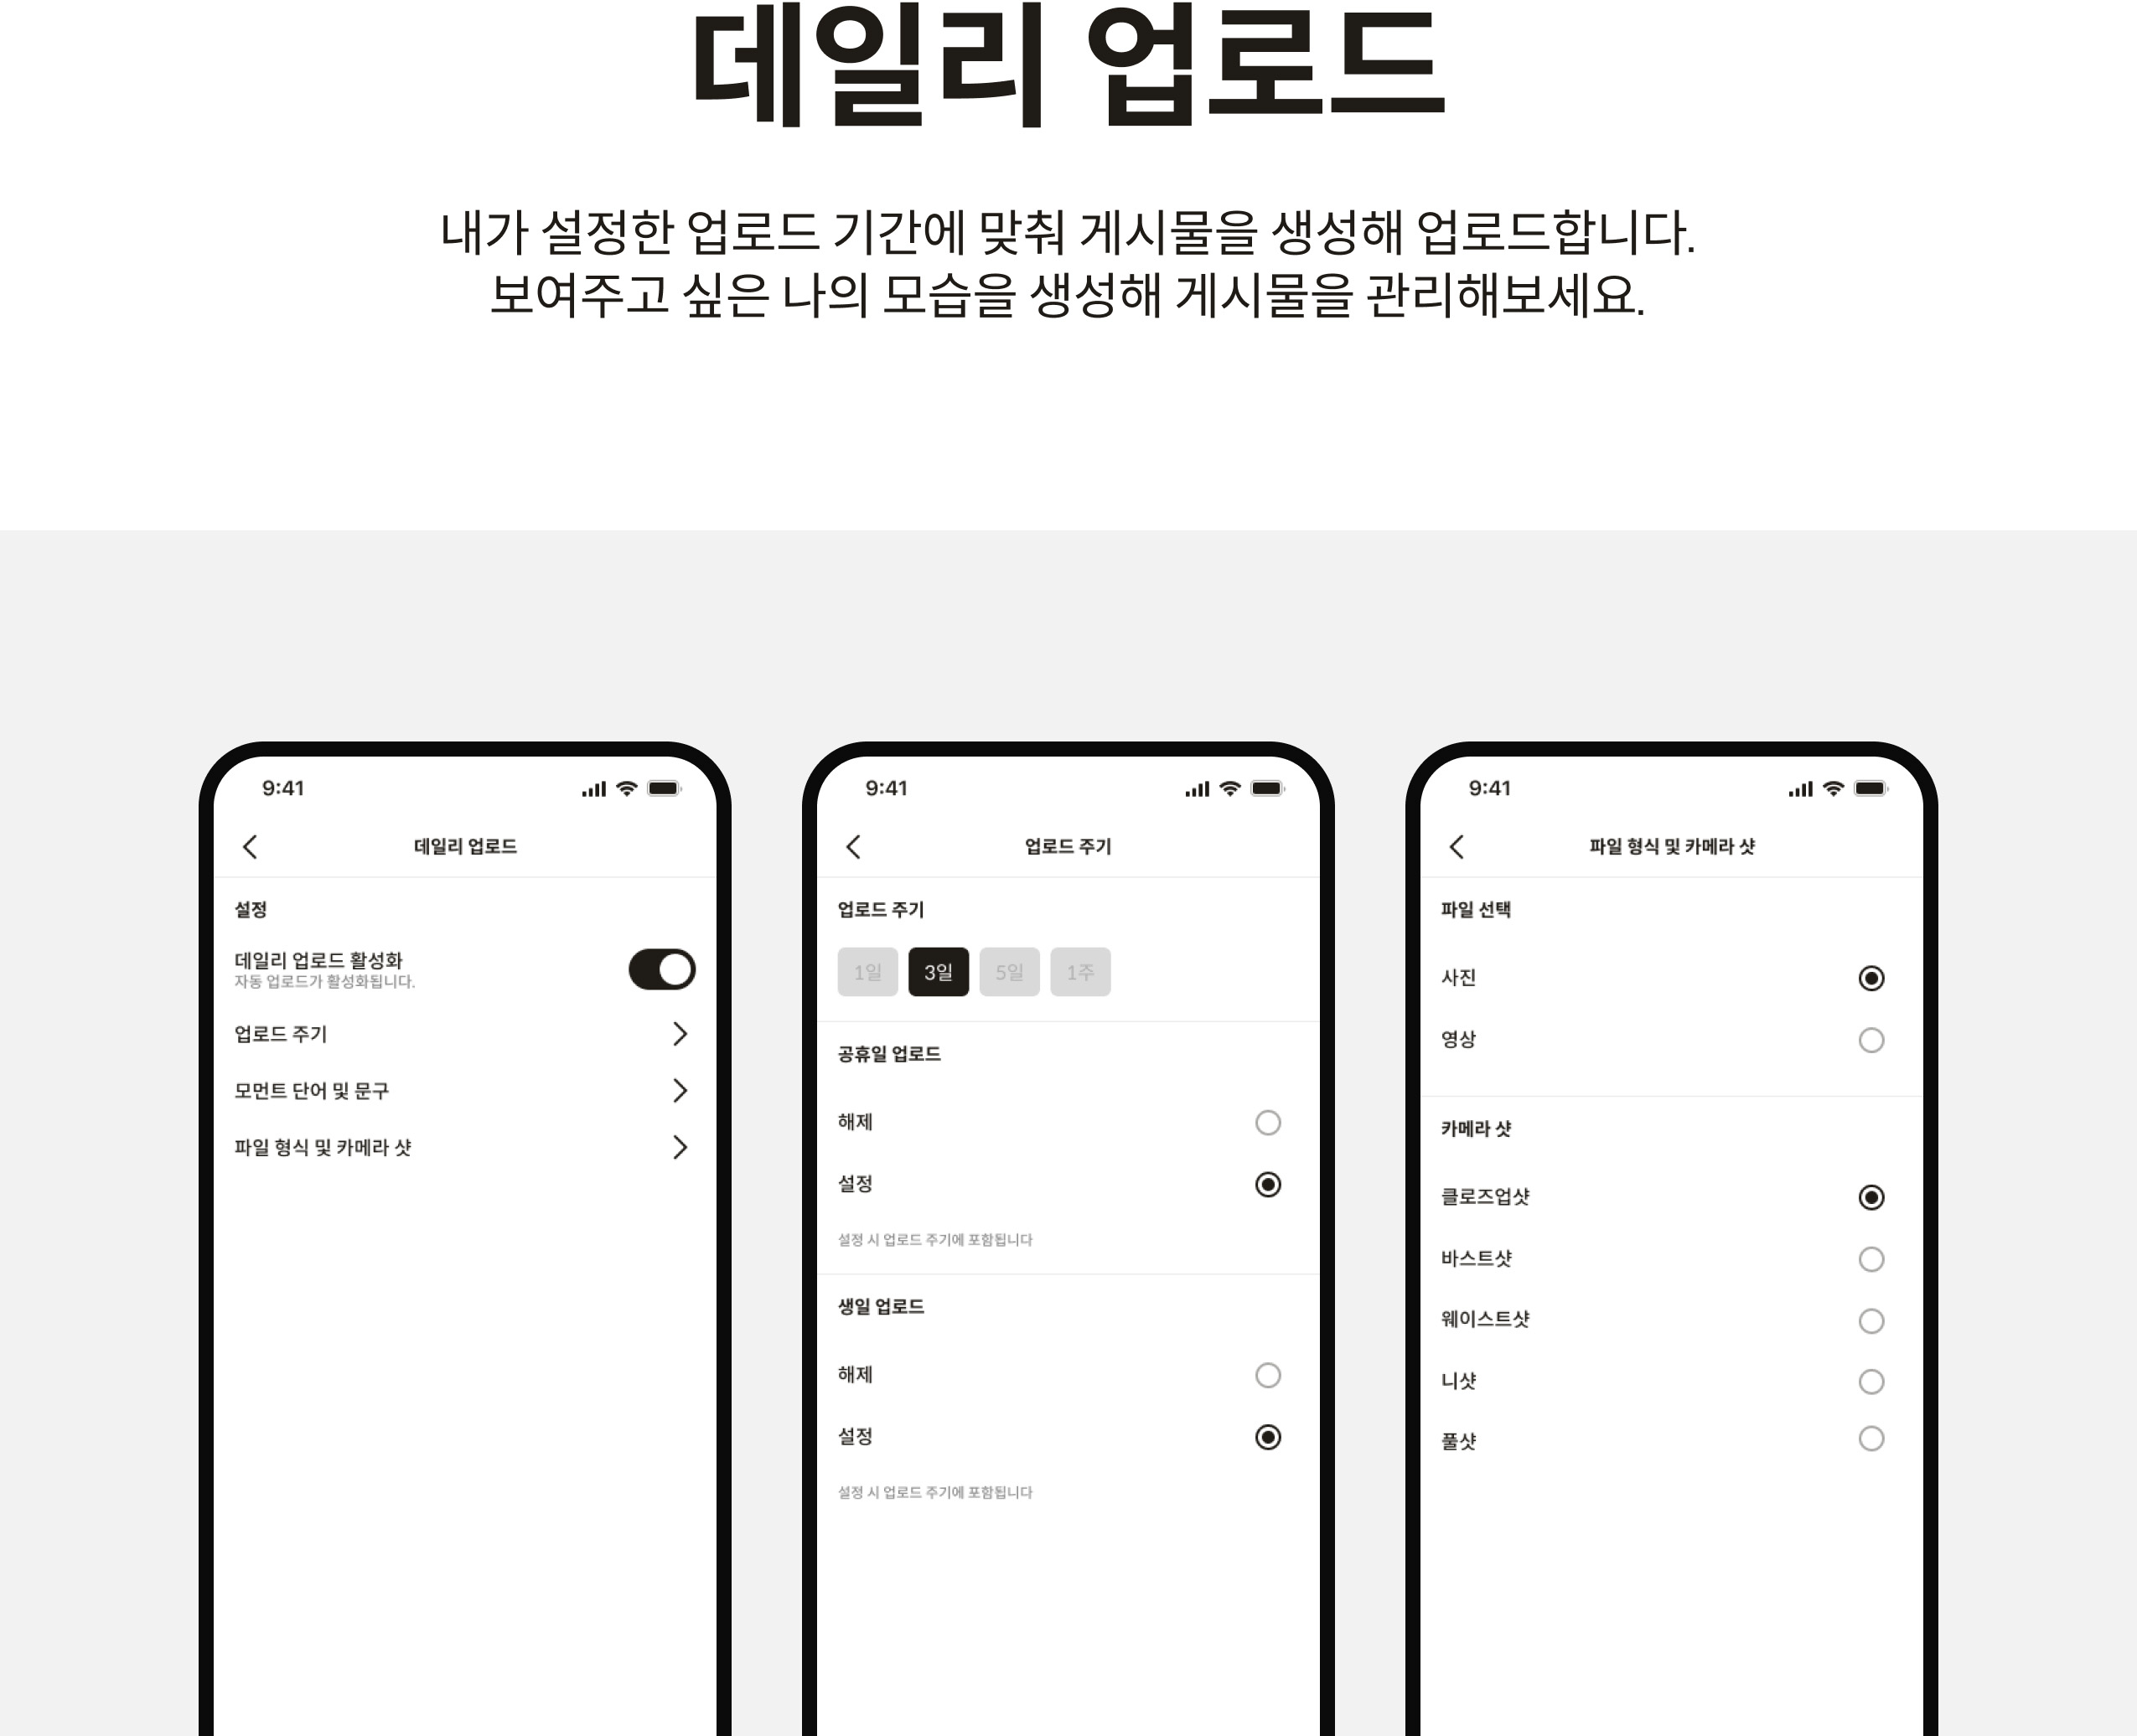 데일리 업로드
내가 설정한 업로드 기간에 맞춰 게시물을 생성해 업로드합니다.
보여주고 싶은 나의 모습을 생성해 게시물을 관리해보세요.
9:41
데일리 업로드
설정
데일리 업로드 활성화
자동 업로드가 활성화됩니다.
업로드 주기
모먼트 단어 및 문구
파일 형식 및 카메라 샷
9:41
업로드 주기
업로드 주기
1일 3일 5일 1주
공휴일 업로드
해제
설정
설정 시 업로드 주기에 포함됩니다
생일 업로드
해제
설정
설정 시 업로드 주기에 포함됩니다
9:41
파일 형식 및 카메라 샷
파일 선택
사진
영상
카메라 샷
클로즈업샷
바스트샷
웨이스트샷
니샷
풀샷